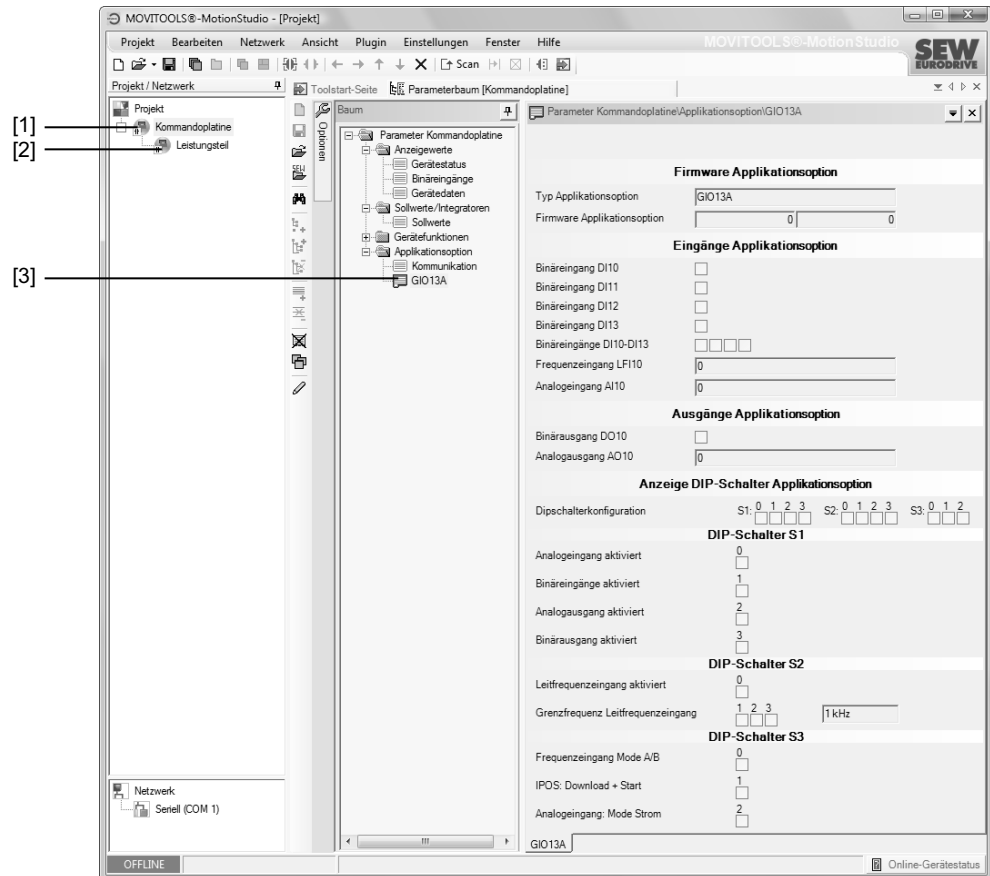 MOVITOOLS®-MotionStudio - [Projekt]
Projekt Bearbeiten Netzwerk Ansicht Plugin Einstellungen Fenster Hilfe
MOVITOOLS®-MotionStudio
SEW
EURODRIVE
Scan
Projekt / Netzwerk
Toolstart-Seite Parameterbaum [Kommandoplatine]
[1]
[2]
[3]
Projekt
Kommandoplatine
Leistungsteil
Optionen
SEW
Baum
Parameter Kommandoplatine
Anzeigewerte
Gerätestatus
Binäreingänge
Gerätedaten
Sollwerte/Integratoren
Sollwerte
Gerätefunktionen
Applikationsoption
Kommunikation
GIO13A
Parameter Kommandoplatine\Applikationsoption\GIO13A
Firmware Applikationsoption
Typ Applikationsoption GIO13A
Firmware Applikationsoption 0 0
Eingänge Applikationsoption
Binäreingang DI10
Binäreingang DI11
Binäreingang DI12
Binäreingang DI13
Binäreingänge DI10-DI13
Frequenzeingang LFI10 0
Analogeingang AI10 0
Ausgänge Applikationsoption
Binärausgang DO10
Analogausgang AO10 0
Anzeige DIP-Schalter Applikationsoption
Dipschalterkonfiguration S1: 0 1 2 3 S2: 0 1 2 3 S3: 0 1 2
DIP-Schalter S1
Analogeingang aktiviert 0
Binäreingänge aktiviert 1
Analogausgang aktiviert 2
Binärausgang aktiviert 3
DIP-Schalter S2
Leitfrequenzeingang aktiviert 0
Grenzfrequenz Leitfrequenzeingang 1 2 3 1 kHz
DIP-Schalter S3
Frequenzeingang Mode A/B 0
IPOS: Download + Start 1
Analogeingang: Mode Strom 2
GIO13A
Netzwerk
Seriell (COM 1)
OFFLINE
Online-Gerätestatus